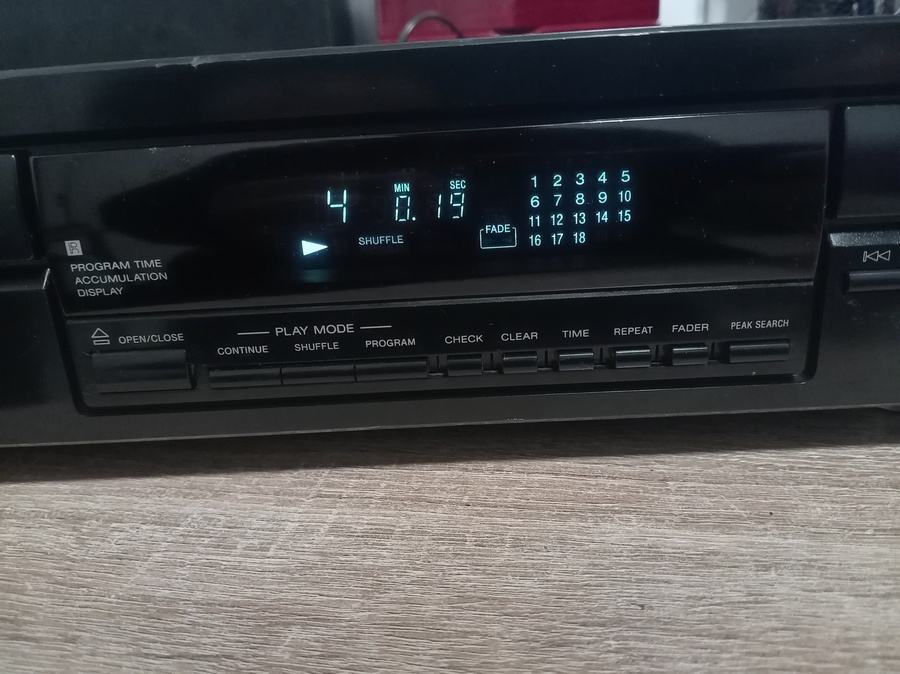 MIN SEC
4 0.19
SHUFFLE
FADE
1 2 3 4 5
6 7 8 9 10
11 12 13 14 15
16 17 18
R
PROGRAM TIME
ACCUMULATION
DISPLAY
OPEN/CLOSE
PLAY MODE
CONTINUE SHUFFLE PROGRAM
CHECK CLEAR TIME REPEAT FADER PEAK SEARCH